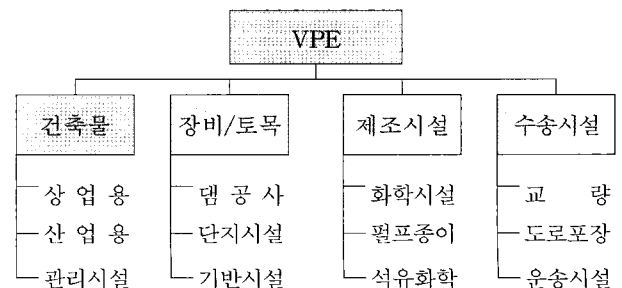 VPE
건축물 장비/토목 제조시설 수송시설
상 업 용 댐 공 사 화학시설 교 량
산 업 용 단지시설 펄프종이 도로포장
관리시설 기반시설 석유화학 운송시설